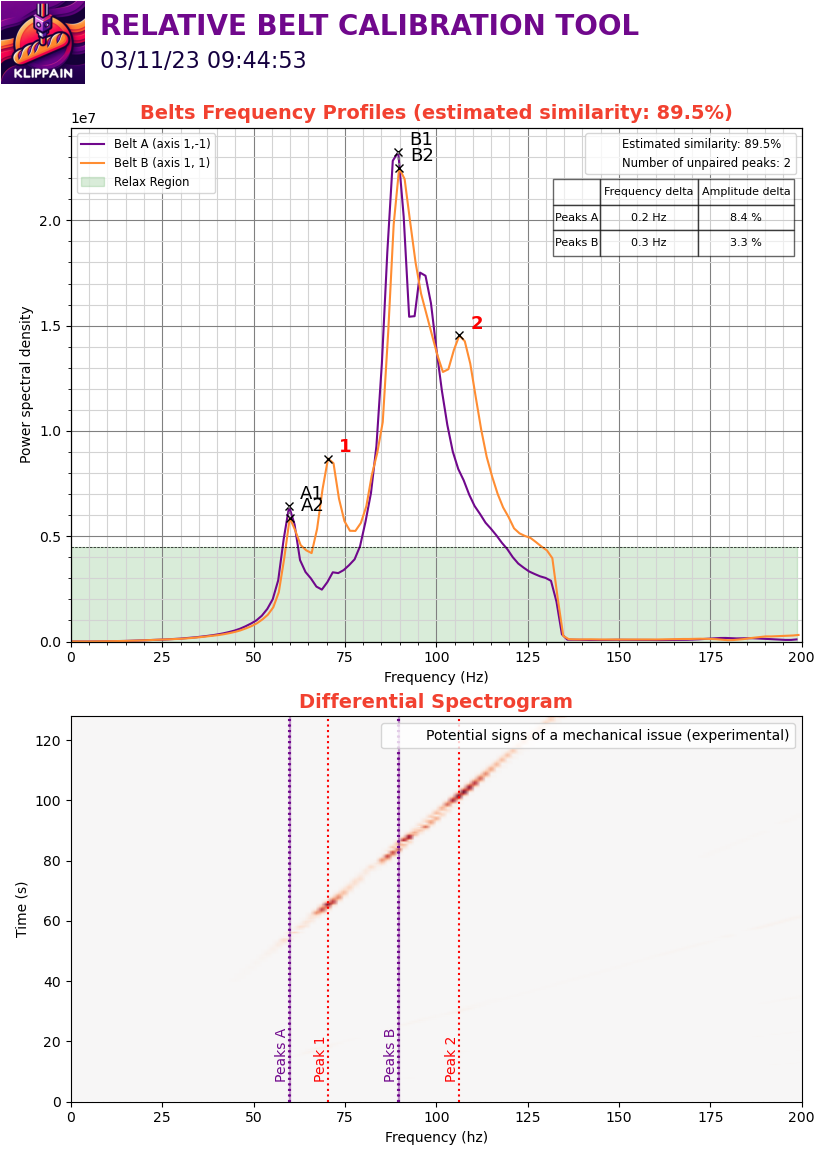 KLIPPAIN
RELATIVE BELT CALIBRATION TOOL
03/11/23 09:44:53
Belts Frequency Profiles (estimated similarity: 89.5%)
1e7
Belt A (axis 1,-1)
Belt B (axis 1, 1)
Relax Region
Estimated similarity: 89.5%
Number of unpaired peaks: 2
Frequency delta Amplitude delta
Peaks A 0.2 Hz 8.4 %
Peaks B 0.3 Hz 3.3 %
B1
B2
2
1
A1
A2
Power spectral density
2.0
1.5
1.0
0.5
0.0
0 25 50 75 100 125 150 175 200
Frequency (Hz)
Differential Spectrogram
Potential signs of a mechanical issue (experimental)
Time (s)
120
100
80
60
40
20
0
Peaks A
Peak 1
Peaks B
Peak 2
0 25 50 75 100 125 150 175 200
Frequency (hz)